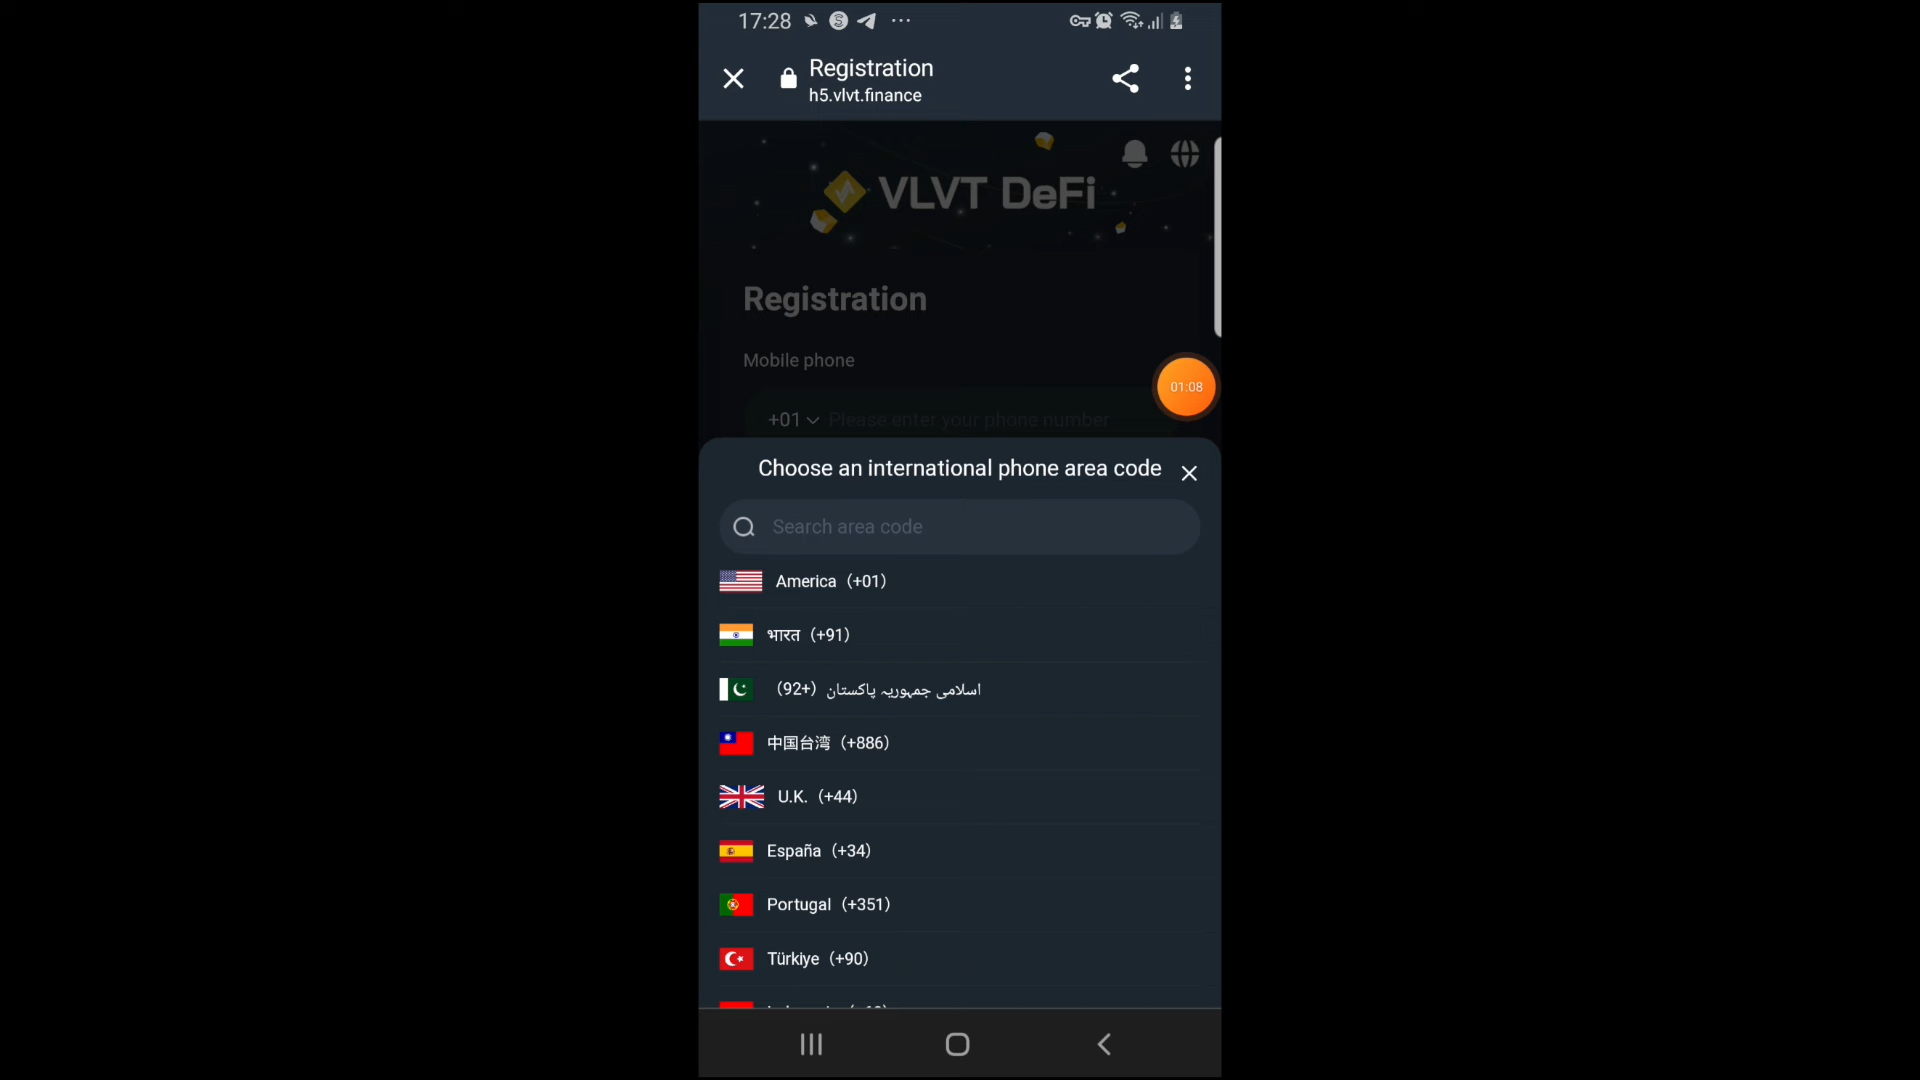 17:28
Registration
h5.vlvt.finance
VLVT DeFi
Registration
Mobile phone
01:08
+01 Please enter your phone number
Choose an international phone area code
Search area code
America (+01)
भारत (+91)
اسلامی جمہوریہ پاکستان (+92)
中国台湾 (+886)
U.K. (+44)
España (+34)
Portugal (+351)
Türkiye (+90)